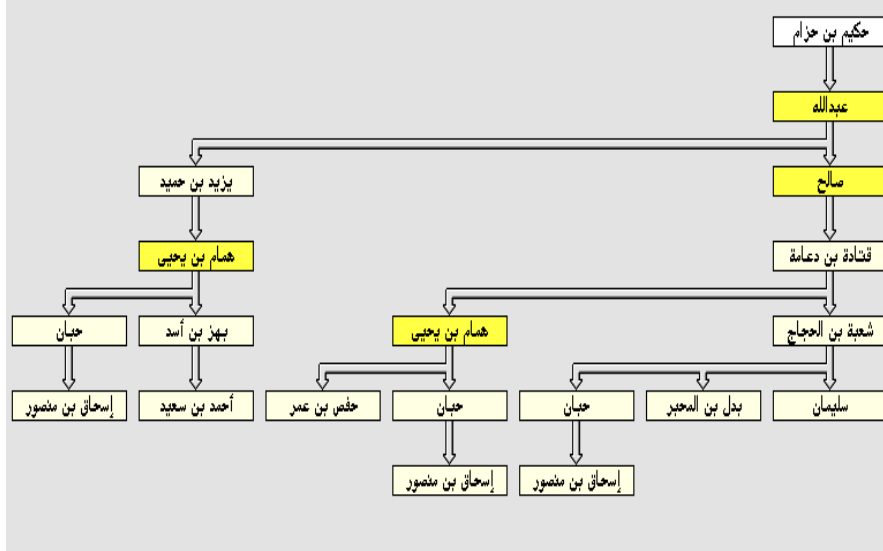 حكيم بن حزام
عبدالله
صالح
يزيد بن حميد
قتادة بن دعامة
همام بن يحيى
شعبة بن الحجاج
همام بن يحيى
بهز بن أسد
حبان
سليمان
بدل بن المحبر
حبان
حبان
حفص بن عمر
أحمد بن سعيد
إسحاق بن منصور
إسحاق بن منصور
إسحاق بن منصور